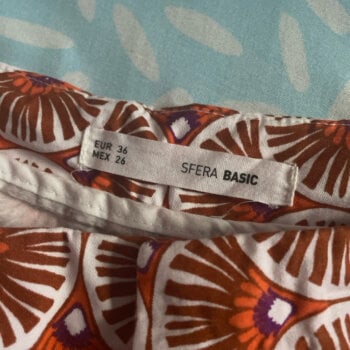 EUR 36
MEX 26
SFERA BASIC